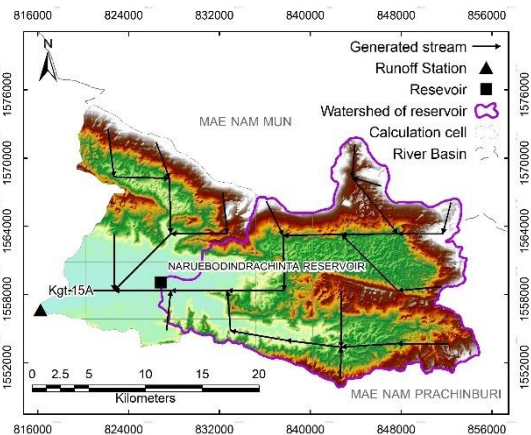 816000 824000 832000 840000 848000 856000
N
Generated stream
Runoff Station
Resevoir
Watershed of reservoir
Calculation cell
River Basin
MAE NAM MUN
NARUEBODINDRACHINTA RESERVOIR
Kgt-15A
MAE NAM PRACHINBURI
0 2.5 5 10 15 20
Kilometers
1576000
1570000
1564000
1558000
1552000
1576000
1570000
1564000
1558000
1552000
816000 824000 832000 840000 848000 856000